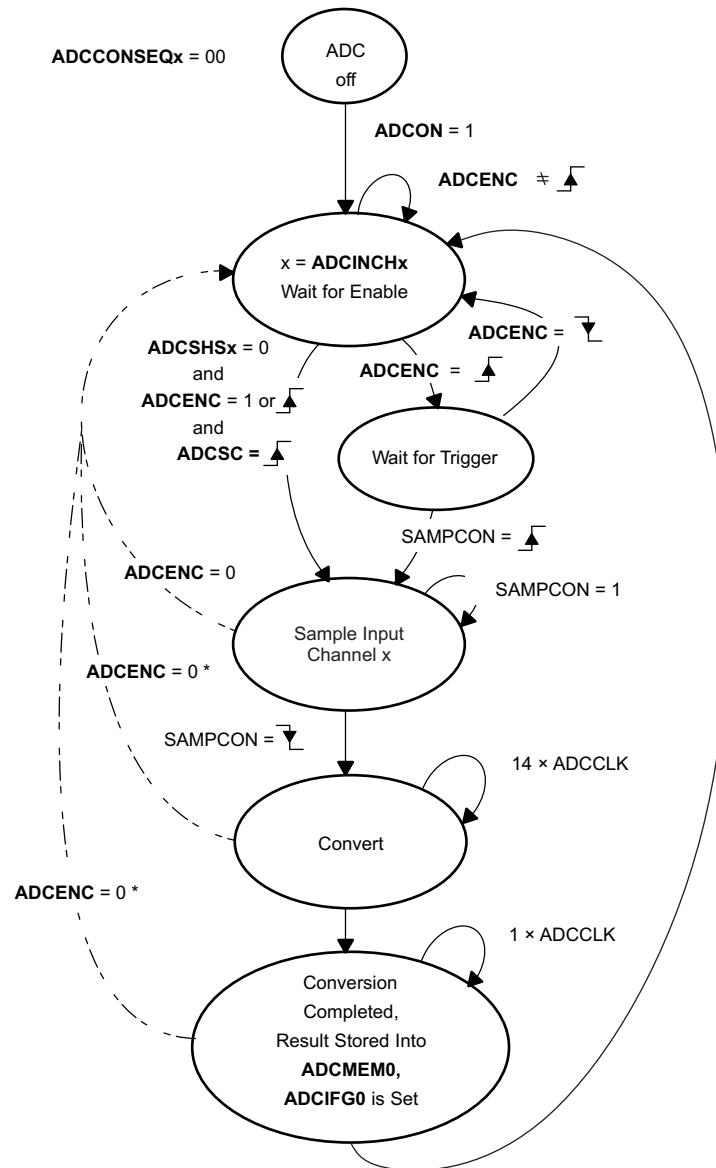 ADCCONSEQx = 00
ADC
off
ADCON = 1
ADCENC ≠
x = ADCINCHx
Wait for Enable
ADCENC =
ADCSHSx = 0
and
ADCENC = 1 or
and
ADCSC =
ADCENC =
Wait for Trigger
SAMPCON =
ADCENC = 0
SAMPCON = 1
Sample Input
Channel x
ADCENC = 0 *
SAMPCON =
14 × ADCCLK
Convert
ADCENC = 0 *
1 × ADCCLK
Conversion
Completed,
Result Stored Into
ADCMEM0,
ADCIFG0 is Set